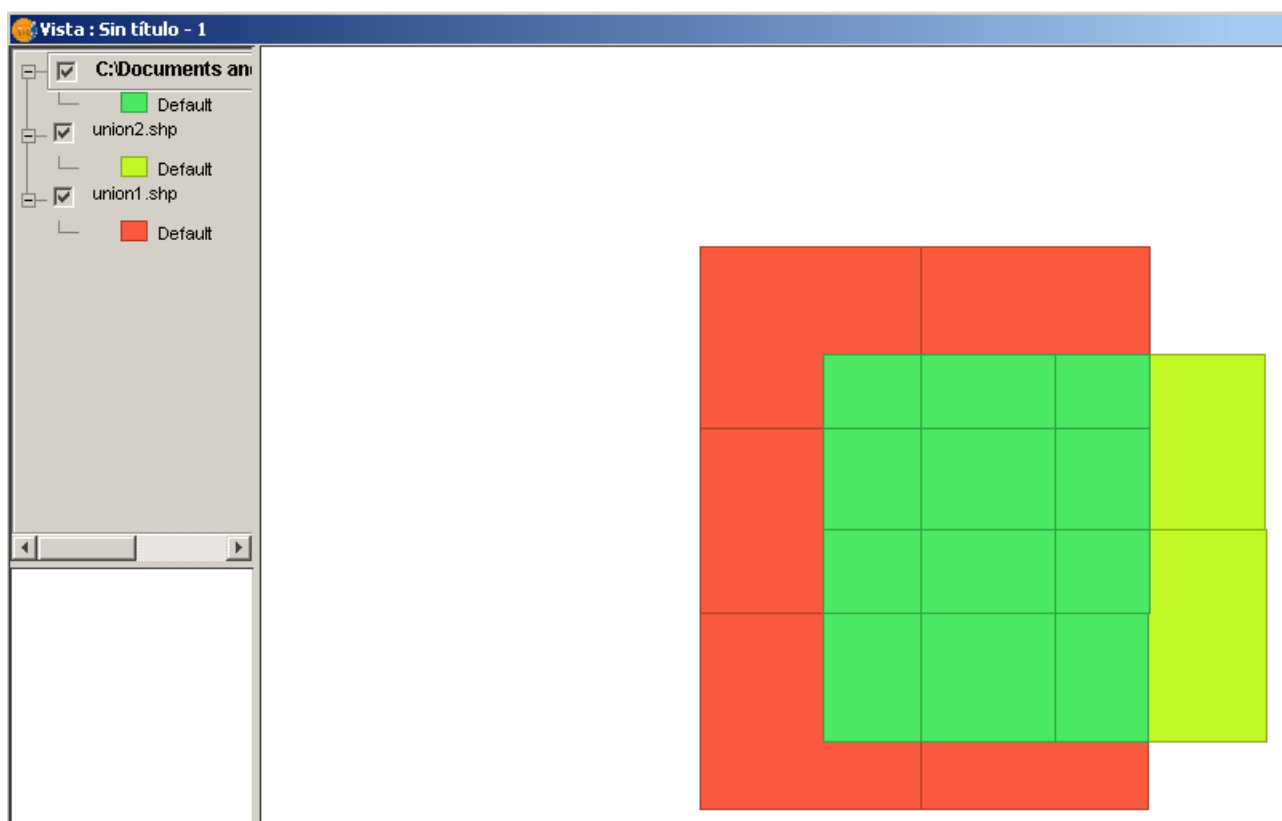 Vista : Sin título - 1
C:\Documents an
Default
union2.shp
Default
union1.shp
Default